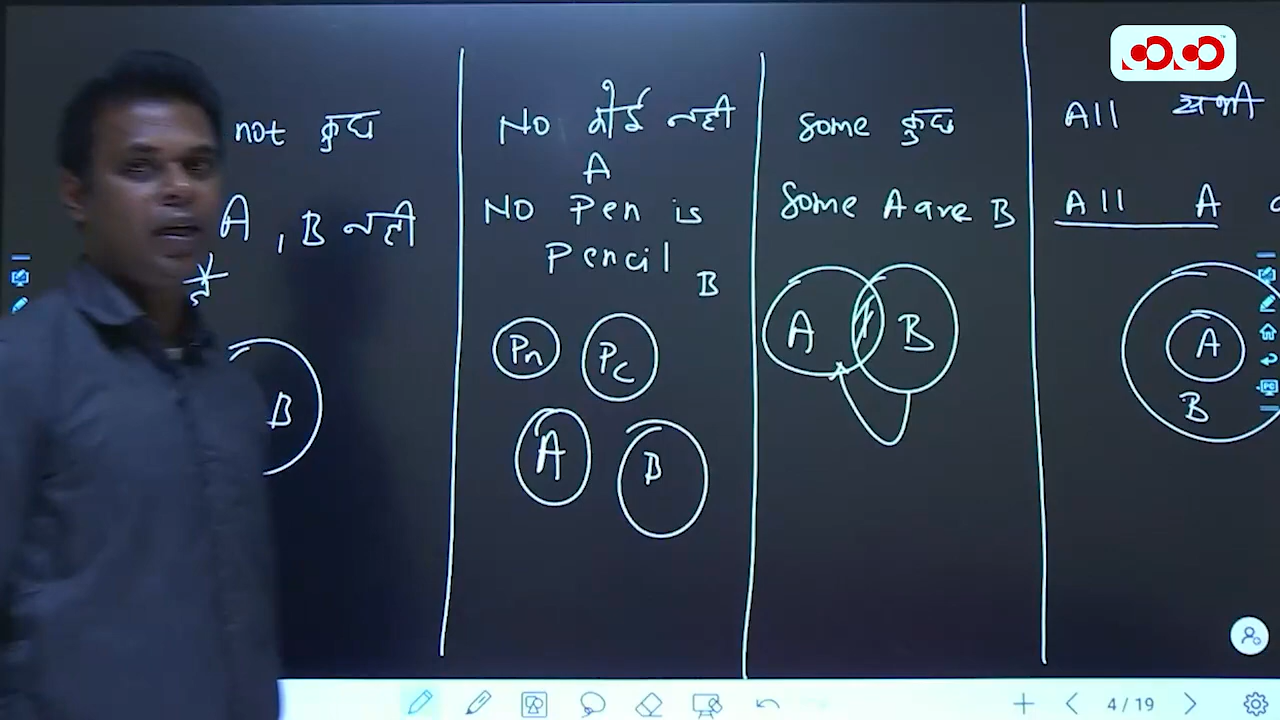 not कुछ
A , B नही
है
B
No कोई नही
A
NO Pen is
Pencil
B
Pn Pc
A B
Some कुछ
Some A are B
A B
All सभी
All A
A
B
4 / 19